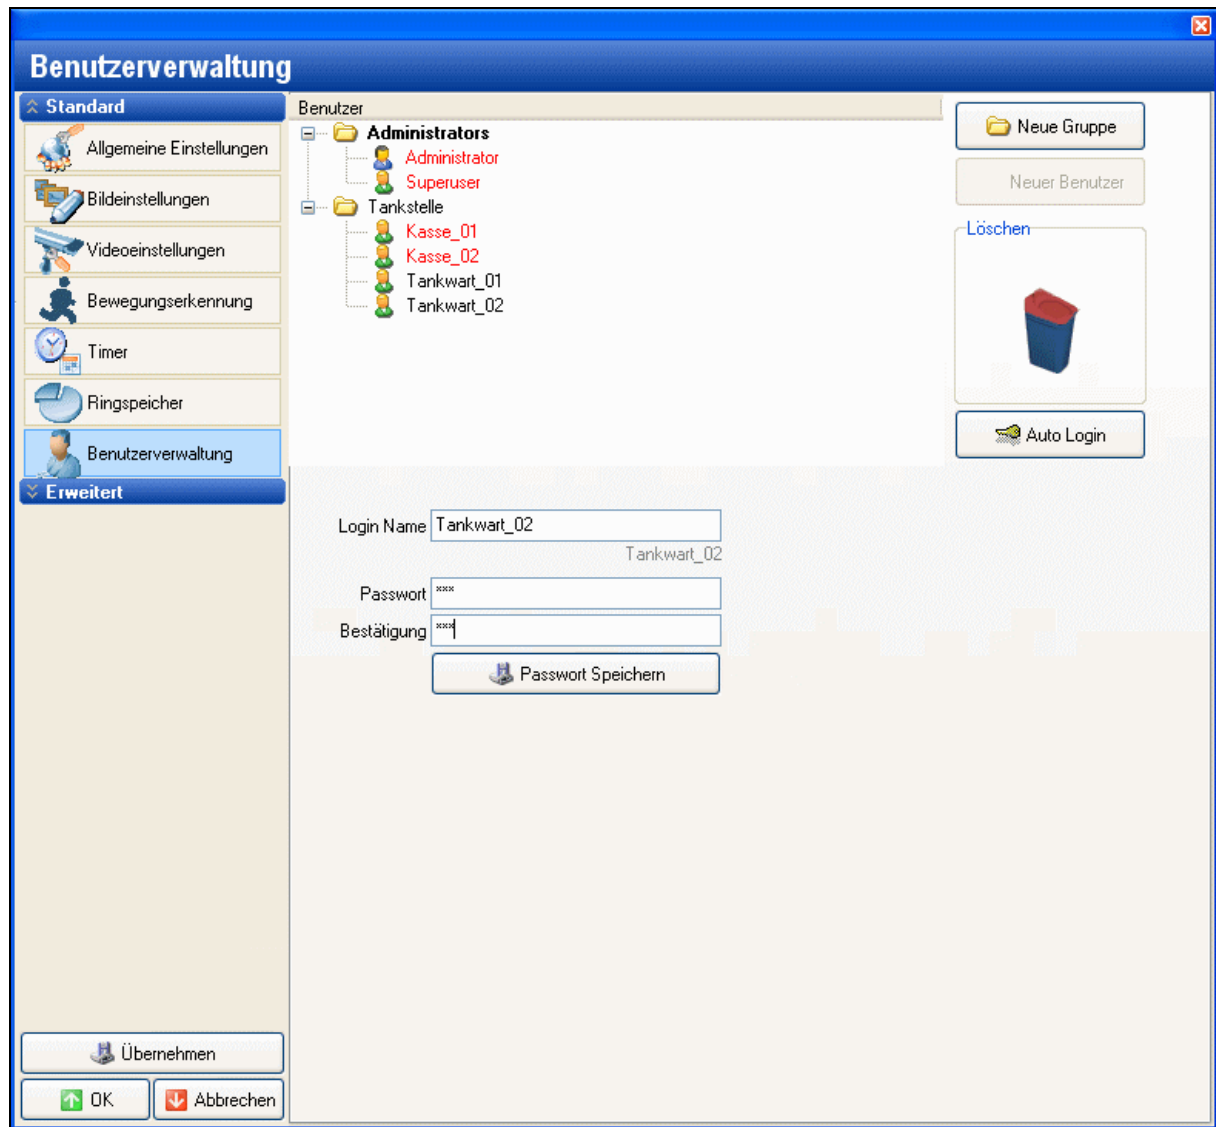 Benutzerverwaltung
Standard
Allgemeine Einstellungen
Bildeinstellungen
Videoeinstellungen
Bewegungserkennung
Timer
Ringspeicher
Benutzerverwaltung
Erweitert
Benutzer
Administrators
Administrator
Superuser
Tankstelle
Kasse_01
Kasse_02
Tankwart_01
Tankwart_02
Neue Gruppe
Neuer Benutzer
Löschen
Auto Login
Login Name Tankwart_02
Tankwart_02
Passwort ***
Bestätigung ***
Passwort Speichern
Übernehmen
OK Abbrechen